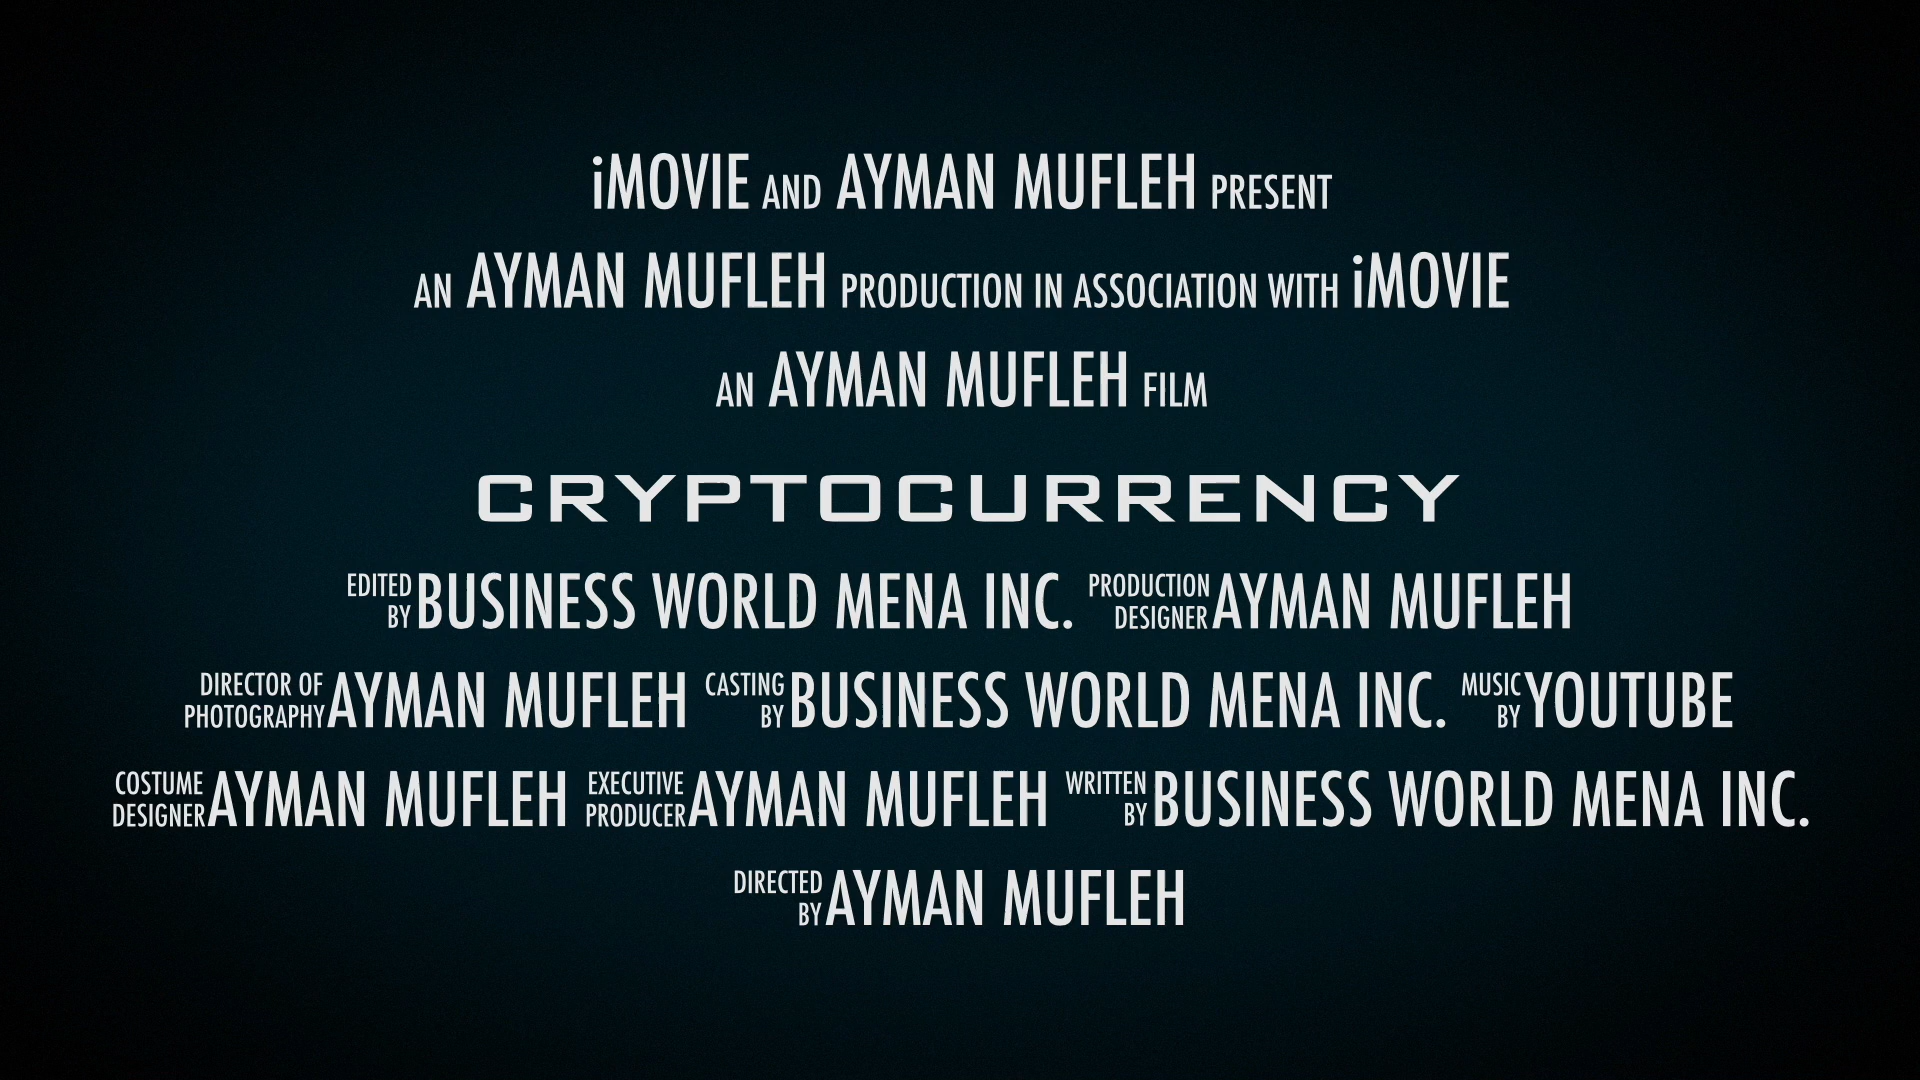 iMOVIE AND AYMAN MUFLEH PRESENT
AN AYMAN MUFLEH PRODUCTION IN ASSOCIATION WITH iMOVIE
AN AYMAN MUFLEH FILM
CRYPTOCURRENCY
EDITED BY BUSINESS WORLD MENA INC. PRODUCTION DESIGNER AYMAN MUFLEH
DIRECTOR OF PHOTOGRAPHY AYMAN MUFLEH CASTING BY BUSINESS WORLD MENA INC. MUSIC BY YOUTUBE
COSTUME DESIGNER AYMAN MUFLEH EXECUTIVE PRODUCER AYMAN MUFLEH WRITTEN BY BUSINESS WORLD MENA INC.
DIRECTED BY AYMAN MUFLEH